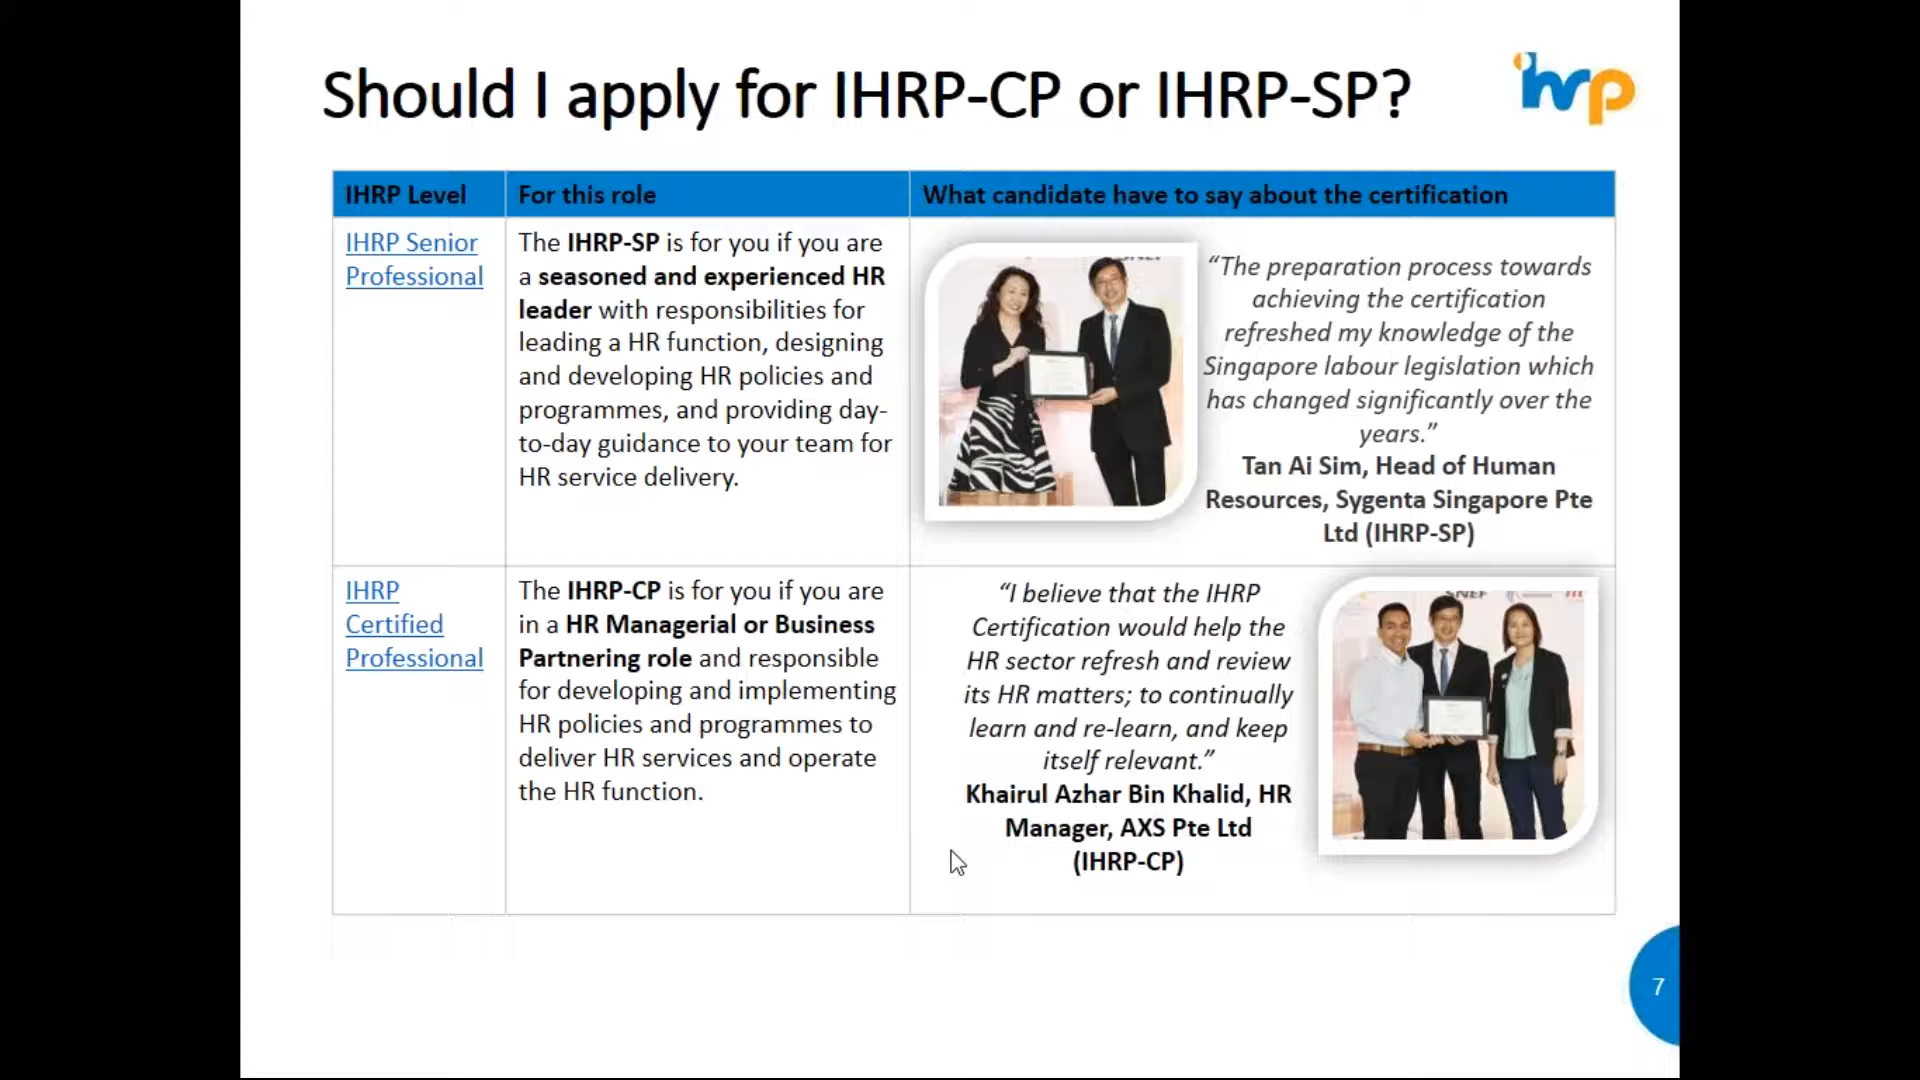 Should I apply for IHRP-CP or IHRP-SP?
ihrp
IHRP Level
For this role
What candidate have to say about the certification
IHRP Senior
Professional
The IHRP-SP is for you if you are
a seasoned and experienced HR
leader with responsibilities for
leading a HR function, designing
and developing HR policies and
programmes, and providing day-
to-day guidance to your team for
HR service delivery.
“The preparation process towards
achieving the certification
refreshed my knowledge of the
Singapore labour legislation which
has changed significantly over the
years.”
Tan Ai Sim, Head of Human
Resources, Sygenta Singapore Pte
Ltd (IHRP-SP)
IHRP
Certified
Professional
The IHRP-CP is for you if you are
in a HR Managerial or Business
Partnering role and responsible
for developing and implementing
HR policies and programmes to
deliver HR services and operate
the HR function.
“I believe that the IHRP
Certification would help the
HR sector refresh and review
its HR matters; to continually
learn and re-learn, and keep
itself relevant.”
Khairul Azhar Bin Khalid, HR
Manager, AXS Pte Ltd
(IHRP-CP)
SNEF
7